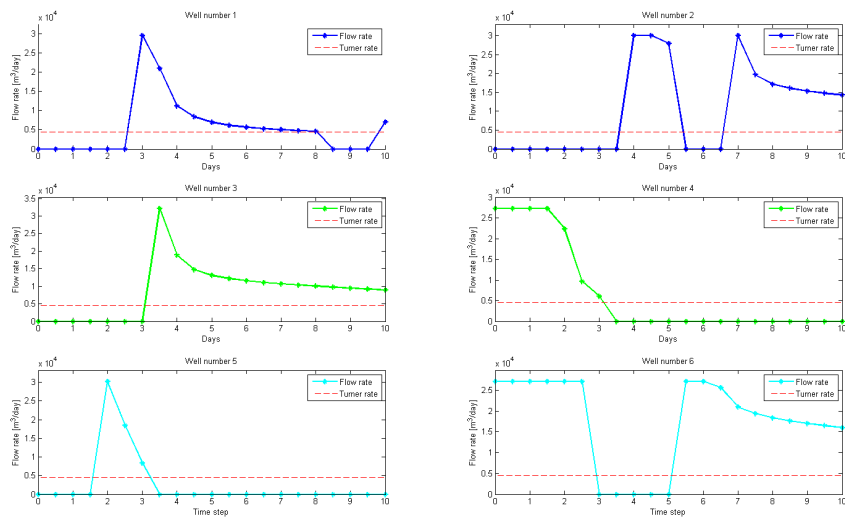 Well number 1
x 10^4
Flow rate [m^3/day]
3
2.5
2
1.5
1
0.5
0
Flow rate
Turner rate
0 1 2 3 4 5 6 7 8 9 10
Days
Well number 2
x 10^4
Flow rate [m^3/day]
3
2.5
2
1.5
1
0.5
0
Flow rate
Turner rate
0 1 2 3 4 5 6 7 8 9 10
Days
Well number 3
x 10^4
Flow rate [m^3/day]
3.5
3
2.5
2
1.5
1
0.5
0
Flow rate
Turner rate
0 1 2 3 4 5 6 7 8 9 10
Days
Well number 4
x 10^4
Flow rate [m^3/day]
3
2.5
2
1.5
1
0.5
0
Flow rate
Turner rate
0 1 2 3 4 5 6 7 8 9 10
Days
Well number 5
x 10^4
Flow rate [m^3/day]
3
2.5
2
1.5
1
0.5
0
Flow rate
Turner rate
0 1 2 3 4 5 6 7 8 9 10
Time step
Well number 6
x 10^4
Flow rate [m^3/day]
2.5
2
1.5
1
0.5
0
Flow rate
Turner rate
0 1 2 3 4 5 6 7 8 9 10
Time step